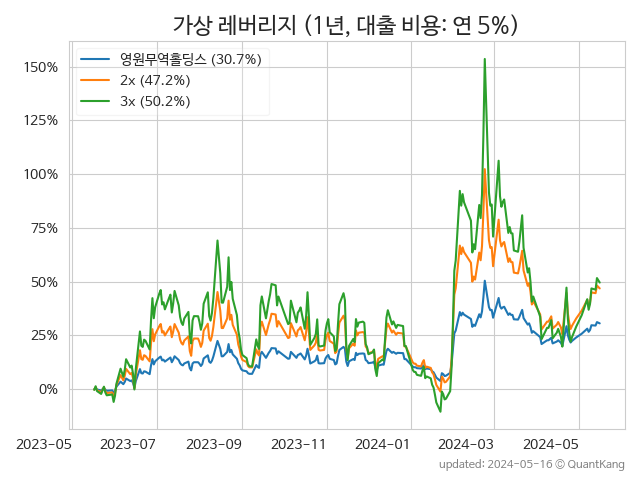 가상 레버리지 (1년, 대출 비용: 연 5%)
영원무역홀딩스 (30.7%)
2x (47.2%)
3x (50.2%)
150%
125%
100%
75%
50%
25%
0%
2023-05 2023-07 2023-09 2023-11 2024-01 2024-03 2024-05
updated: 2024-05-16 ⓒ QuantKang